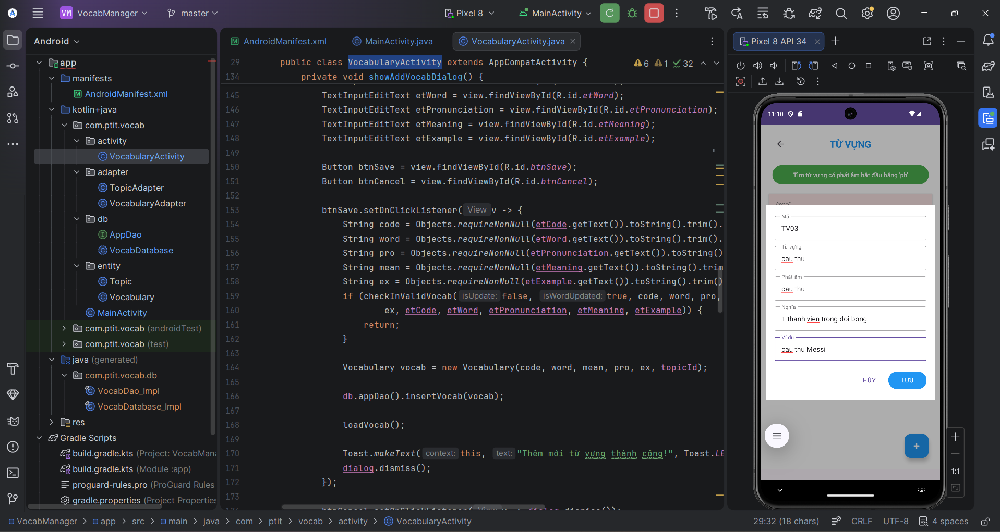 VM VocabManager master Pixel 8 MainActivity
Android
app
manifests
AndroidManifest.xml
kotlin+java
com.ptit.vocab
activity
VocabularyActivity
adapter
TopicAdapter
VocabularyAdapter
db
AppDao
VocabDatabase
entity
Topic
Vocabulary
MainActivity
com.ptit.vocab (androidTest)
com.ptit.vocab (test)
java (generated)
com.ptit.vocab.db
VocabDao_Impl
VocabDatabase_Impl
res
Gradle Scripts
build.gradle.kts (Project: VocabMana
build.gradle.kts (Module :app)
proguard-rules.pro (ProGuard Rules
gradle.properties (Project Properties
AndroidManifest.xml MainActivity.java VocabularyActivity.java
29 public class VocabularyActivity extends AppCompatActivity { 6 1 32
134 private void showAddVocabDialog() {
145 TextInputEditText etWord = view.findViewById(R.id.etWord);
146 TextInputEditText etPronunciation = view.findViewById(R.id.etPronunciation);
147 TextInputEditText etMeaning = view.findViewById(R.id.etMeaning);
148 TextInputEditText etExample = view.findViewById(R.id.etExample);
149
150 Button btnSave = view.findViewById(R.id.btnSave);
151 Button btnCancel = view.findViewById(R.id.btnCancel);
152
153 btnSave.setOnClickListener( View v -> {
154 String code = Objects.requireNonNull(etCode.getText()).toString().trim().
155 String word = Objects.requireNonNull(etWord.getText()).toString().trim().
156 String pro = Objects.requireNonNull(etPronunciation.getText()).toString()
157 String mean = Objects.requireNonNull(etMeaning.getText()).toString().trim
158 String ex = Objects.requireNonNull(etExample.getText()).toString().trim()
159 if (checkInValidVocab( isUpdate: false, isWordUpdated: true, code, word, pro,
160 ex, etCode, etWord, etPronunciation, etMeaning, etExample)) {
161 return;
162 }
163
164 Vocabulary vocab = new Vocabulary(code, word, mean, pro, ex, topicId);
165
166 db.appDao().insertVocab(vocab);
167
168 loadVocab();
169
170 Toast.makeText( context: this, text: "Thêm mới từ vựng thành công!", Toast.LE
171 dialog.dismiss();
172 });
173
Pixel 8 API 34
11:10
TỪ VỰNG
Tìm từ vựng có phát âm bắt đầu bằng 'ph'
Mã
TV03
Từ vựng
cau thu
Phát âm
cau thu
Nghĩa
1 thanh vien trong doi bong
Ví dụ
cau thu Messi
HỦY LƯU
+
1:1
VocabManager > app > src > main > java > com > ptit > vocab > activity > VocabularyActivity
29:32 (18 chars) CRLF UTF-8 4 spaces